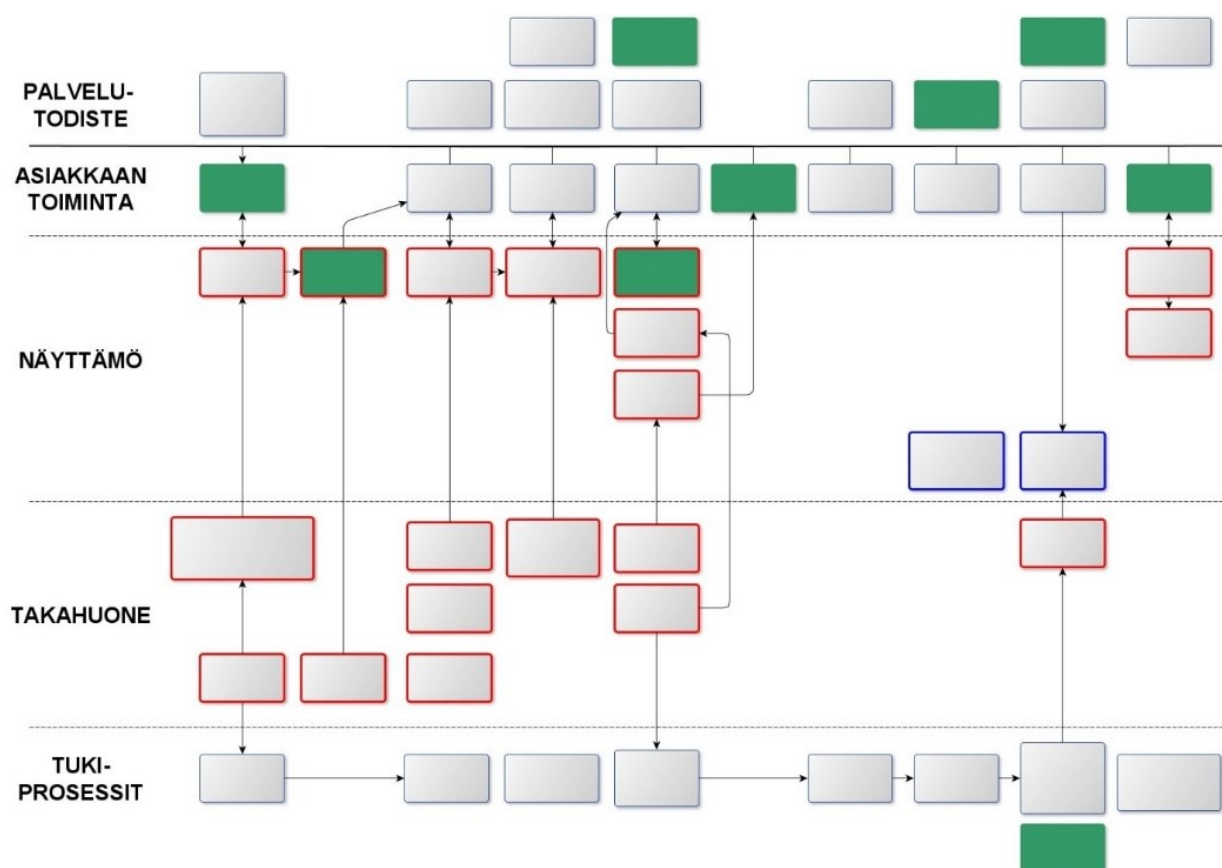 PALVELU-
TODISTE
ASIAKKAAN
TOIMINTA
NÄYTTÄMÖ
TAKAHUONE
TUKI-
PROSESSIT